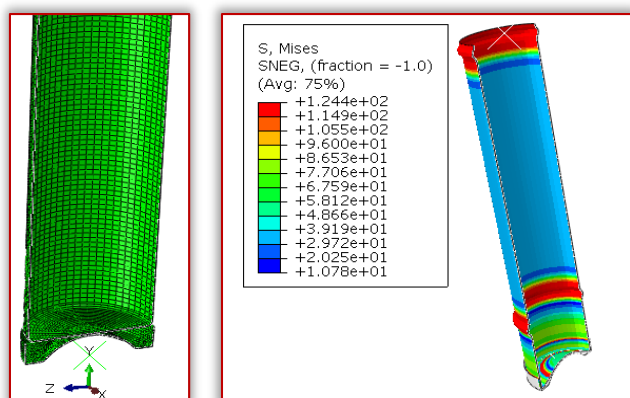 S, Mises
SNEG, (fraction = -1.0)
(Avg: 75%)
+1.244e+02
+1.149e+02
+1.055e+02
+9.600e+01
+8.653e+01
+7.706e+01
+6.759e+01
+5.812e+01
+4.866e+01
+3.919e+01
+2.972e+01
+2.025e+01
+1.078e+01
Y
Z
X